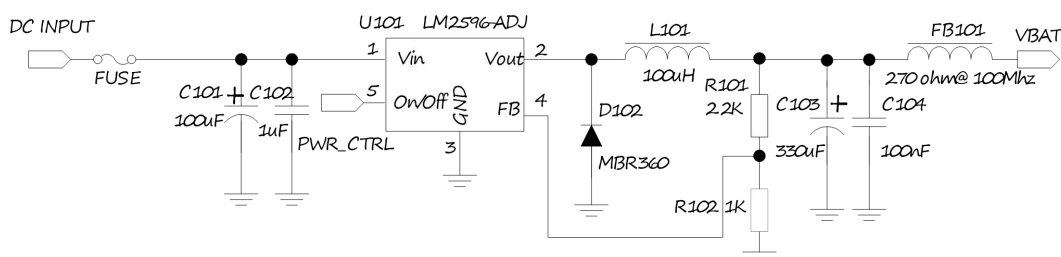 DC INPUT
FUSE
C101
100uF
+
C102
1uF
U101 LM2596-ADJ
1
Vin
Vout
2
5
On/Off
GND
FB
4
PWR_CTRL
3
D102
MBR360
L101
100uH
R101
2.2K
R102 1K
C103
+
330uF
C104
100nF
FB101
270 ohm@ 100Mhz
VBAT